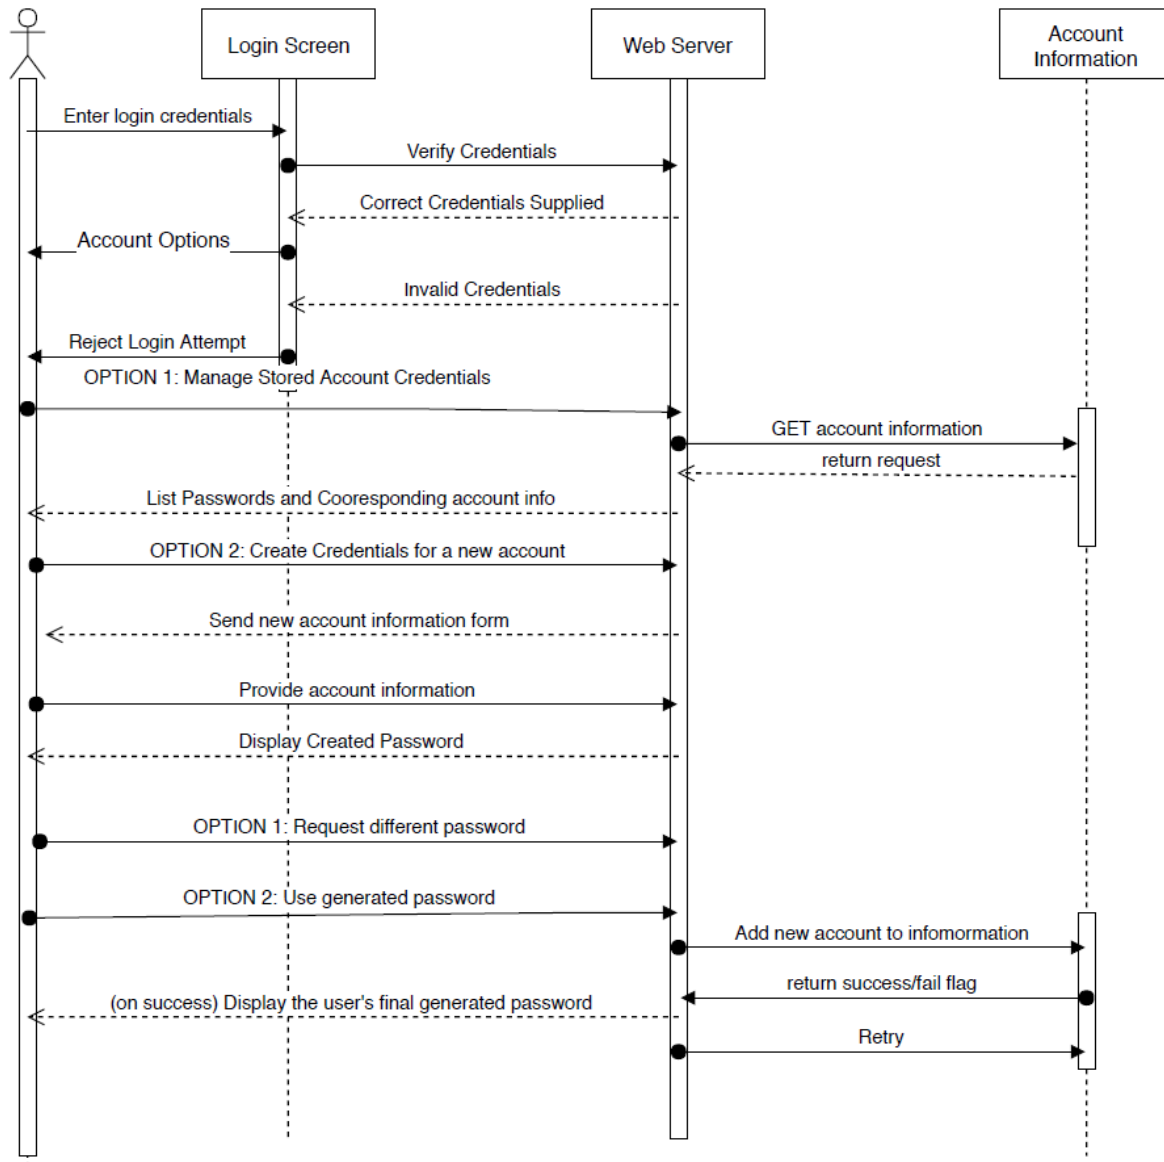 Login Screen
Web Server
Account
Information
Enter login credentials
Verify Credentials
Correct Credentials Supplied
Account Options
Invalid Credentials
Reject Login Attempt
OPTION 1: Manage Stored Account Credentials
GET account information
return request
List Passwords and Cooresponding account info
OPTION 2: Create Credentials for a new account
Send new account information form
Provide account information
Display Created Password
OPTION 1: Request different password
OPTION 2: Use generated password
Add new account to infomormation
return success/fail flag
(on success) Display the user's final generated password
Retry